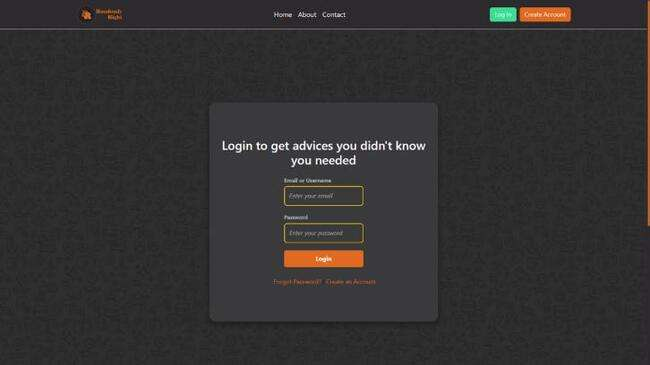 Home About Contact
Log In
Create Account
Login to get advices you didn't know
you needed
Email or Username
Enter your email
Password
Enter your password
Login
Forgot Password? Create an Account